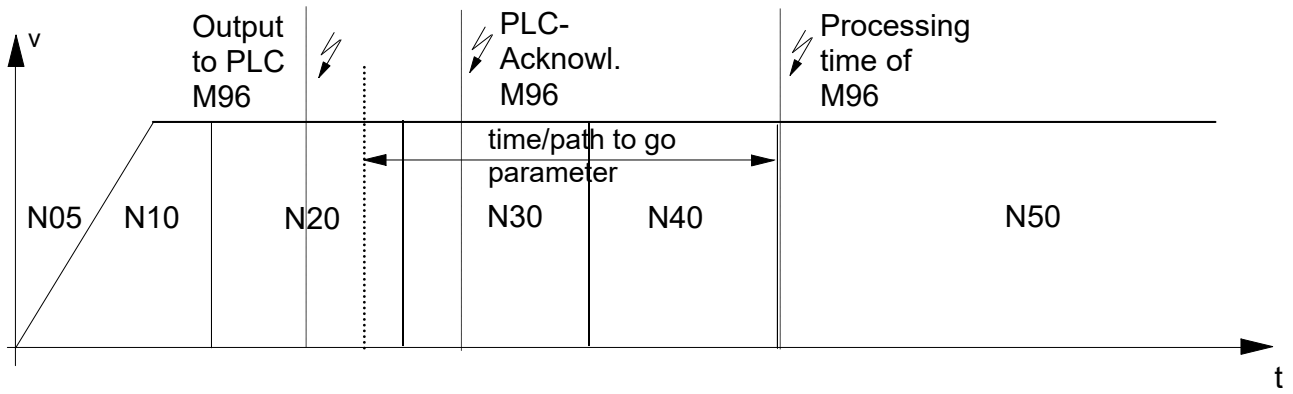 v
Output
to PLC
M96
PLC-
Acknowl.
M96
Processing
time of
M96
time/path to go
parameter
N05
N10
N20
N30
N40
N50
t